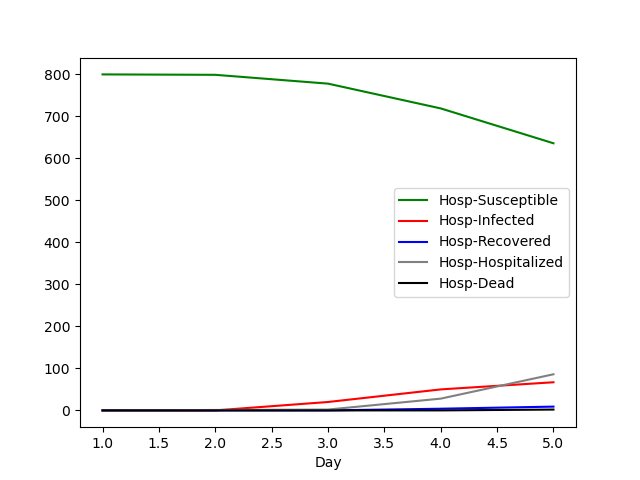 800
700
600
500
400
300
200
100
0
Hosp-Susceptible
Hosp-Infected
Hosp-Recovered
Hosp-Hospitalized
Hosp-Dead
1.0 1.5 2.0 2.5 3.0 3.5 4.0 4.5 5.0
Day